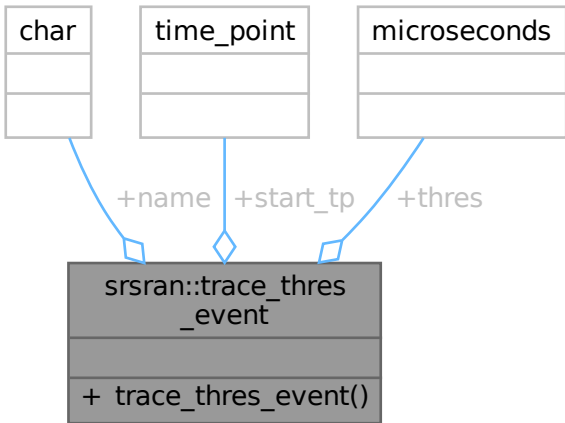 char
time_point
microseconds
+name
+start_tp
+thres
srsran::trace_thres
_event
+ trace_thres_event()